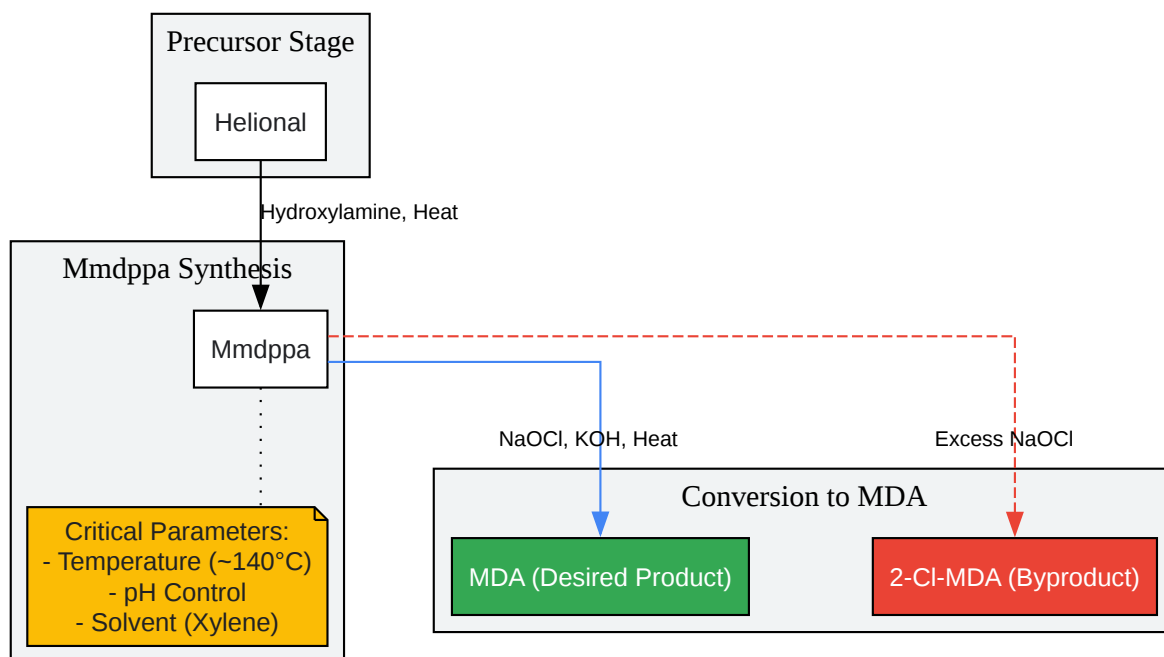 Precursor Stage
Helional
Hydroxylamine, Heat
Mmdppa Synthesis
Mmdppa
NaOCl, KOH, Heat
Excess NaOCl
Conversion to MDA
Critical Parameters:
- Temperature (~140°C)
- pH Control
- Solvent (Xylene)
MDA (Desired Product)
2-Cl-MDA (Byproduct)